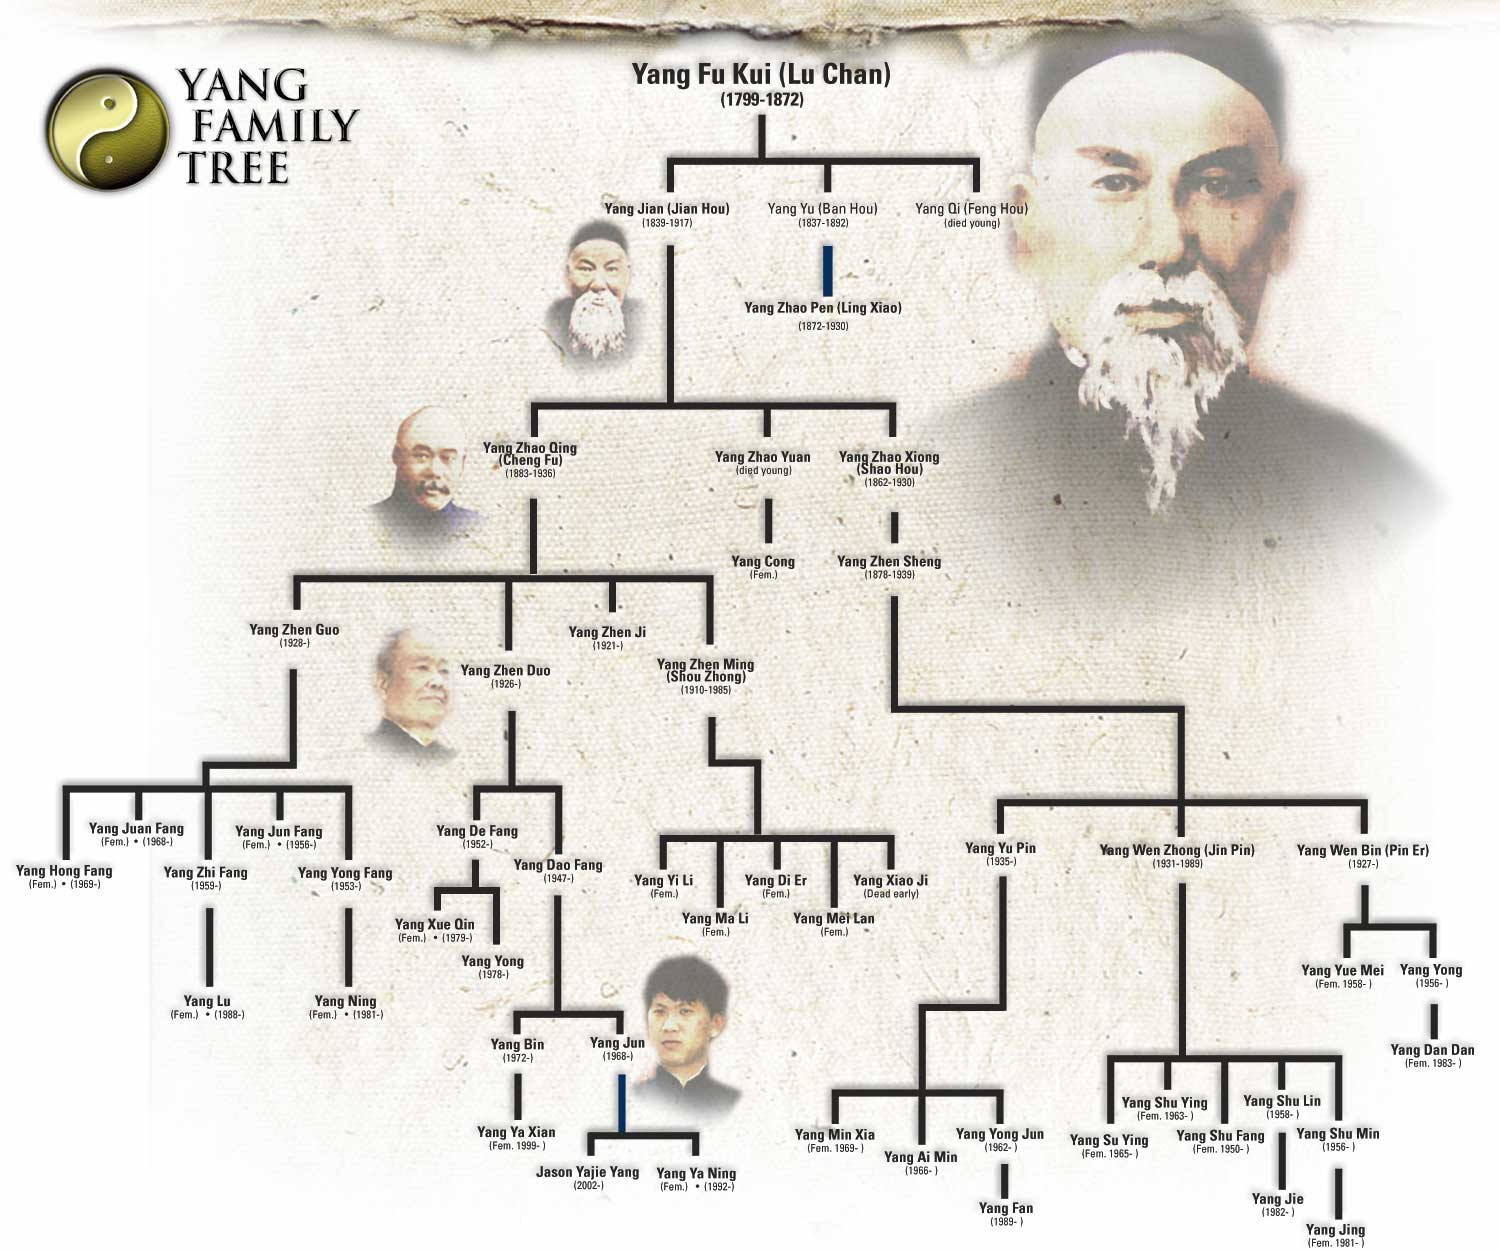 YANG
FAMILY
TREE
Yang Fu Kui (Lu Chan)
(1799-1872)
Yang Jian (Jian Hou)
(1839-1917)
Yang Yu (Ban Hou)
(1837-1892)
Yang Qi (Feng Hou)
(died young)
Yang Zhao Pen (Ling Xiao)
(1872-1930)
Yang Zhao Qing
(Cheng Fu)
(1883-1936)
Yang Zhao Yuan
(died young)
Yang Zhao Xiong
(Shao Hou)
(1862-1930)
Yang Cong
(Fem.)
Yang Zhen Sheng
(1878-1939)
Yang Zhen Guo
(1928-)
Yang Zhen Duo
(1926-)
Yang Zhen Ji
(1921-)
Yang Zhen Ming
(Shou Zhong)
(1910-1985)
Yang Hong Fang
(Fem.) • (1969-)
Yang Juan Fang
(Fem.) • (1968-)
Yang Zhi Fang
(1959-)
Yang Jun Fang
(Fem.) • (1956-)
Yang Yong Fang
(1953-)
Yang De Fang
(1952-)
Yang Dao Fang
(1947-)
Yang Yi Li
(Fem.)
Yang Ma Li
(Fem.)
Yang Di Er
(Fem.)
Yang Mei Lan
(Fem.)
Yang Xiao Ji
(Dead early)
Yang Yu Pin
(1935-)
Yang Wen Zhong (Jin Pin)
(1931-1989)
Yang Wen Bin (Pin Er)
(1927-)
Yang Xue Qin
(Fem.) • (1979-)
Yang Yong
(1978-)
Yang Lu
(Fem.) • (1988-)
Yang Ning
(Fem.) • (1981-)
Yang Yue Mei
(Fem. 1958- )
Yang Yong
(1956- )
Yang Bin
(1972-)
Yang Jun
(1968-)
Yang Dan Dan
(Fem. 1983- )
Yang Ya Xian
(Fem. 1999- )
Jason Yajie Yang
(2002-)
Yang Ya Ning
(Fem.) • (1992-)
Yang Min Xia
(Fem. 1969- )
Yang Ai Min
(1966- )
Yang Yong Jun
(1962- )
Yang Fan
(1989- )
Yang Su Ying
(Fem. 1965- )
Yang Shu Ying
(Fem. 1963- )
Yang Shu Fang
(Fem. 1950- )
Yang Shu Lin
(1958- )
Yang Shu Min
(1956- )
Yang Jie
(1982- )
Yang Jing
(Fem. 1981- )